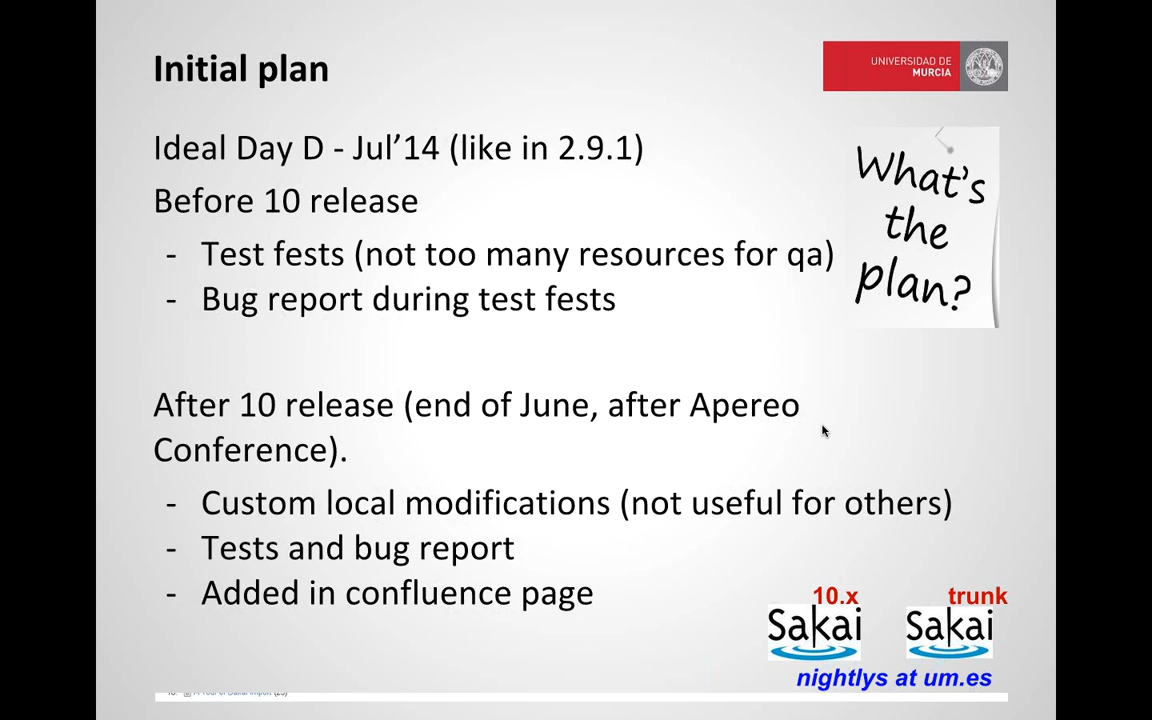 Initial plan
UNIVERSIDAD DE
MURCIA
Ideal Day D - Jul’14 (like in 2.9.1)
Before 10 release
- Test fests (not too many resources for qa)
- Bug report during test fests
What's
the
plan?
After 10 release (end of June, after Apereo
Conference).
- Custom local modifications (not useful for others)
- Tests and bug report
- Added in confluence page
10.x
Sakai
trunk
Sakai
nightlys at um.es